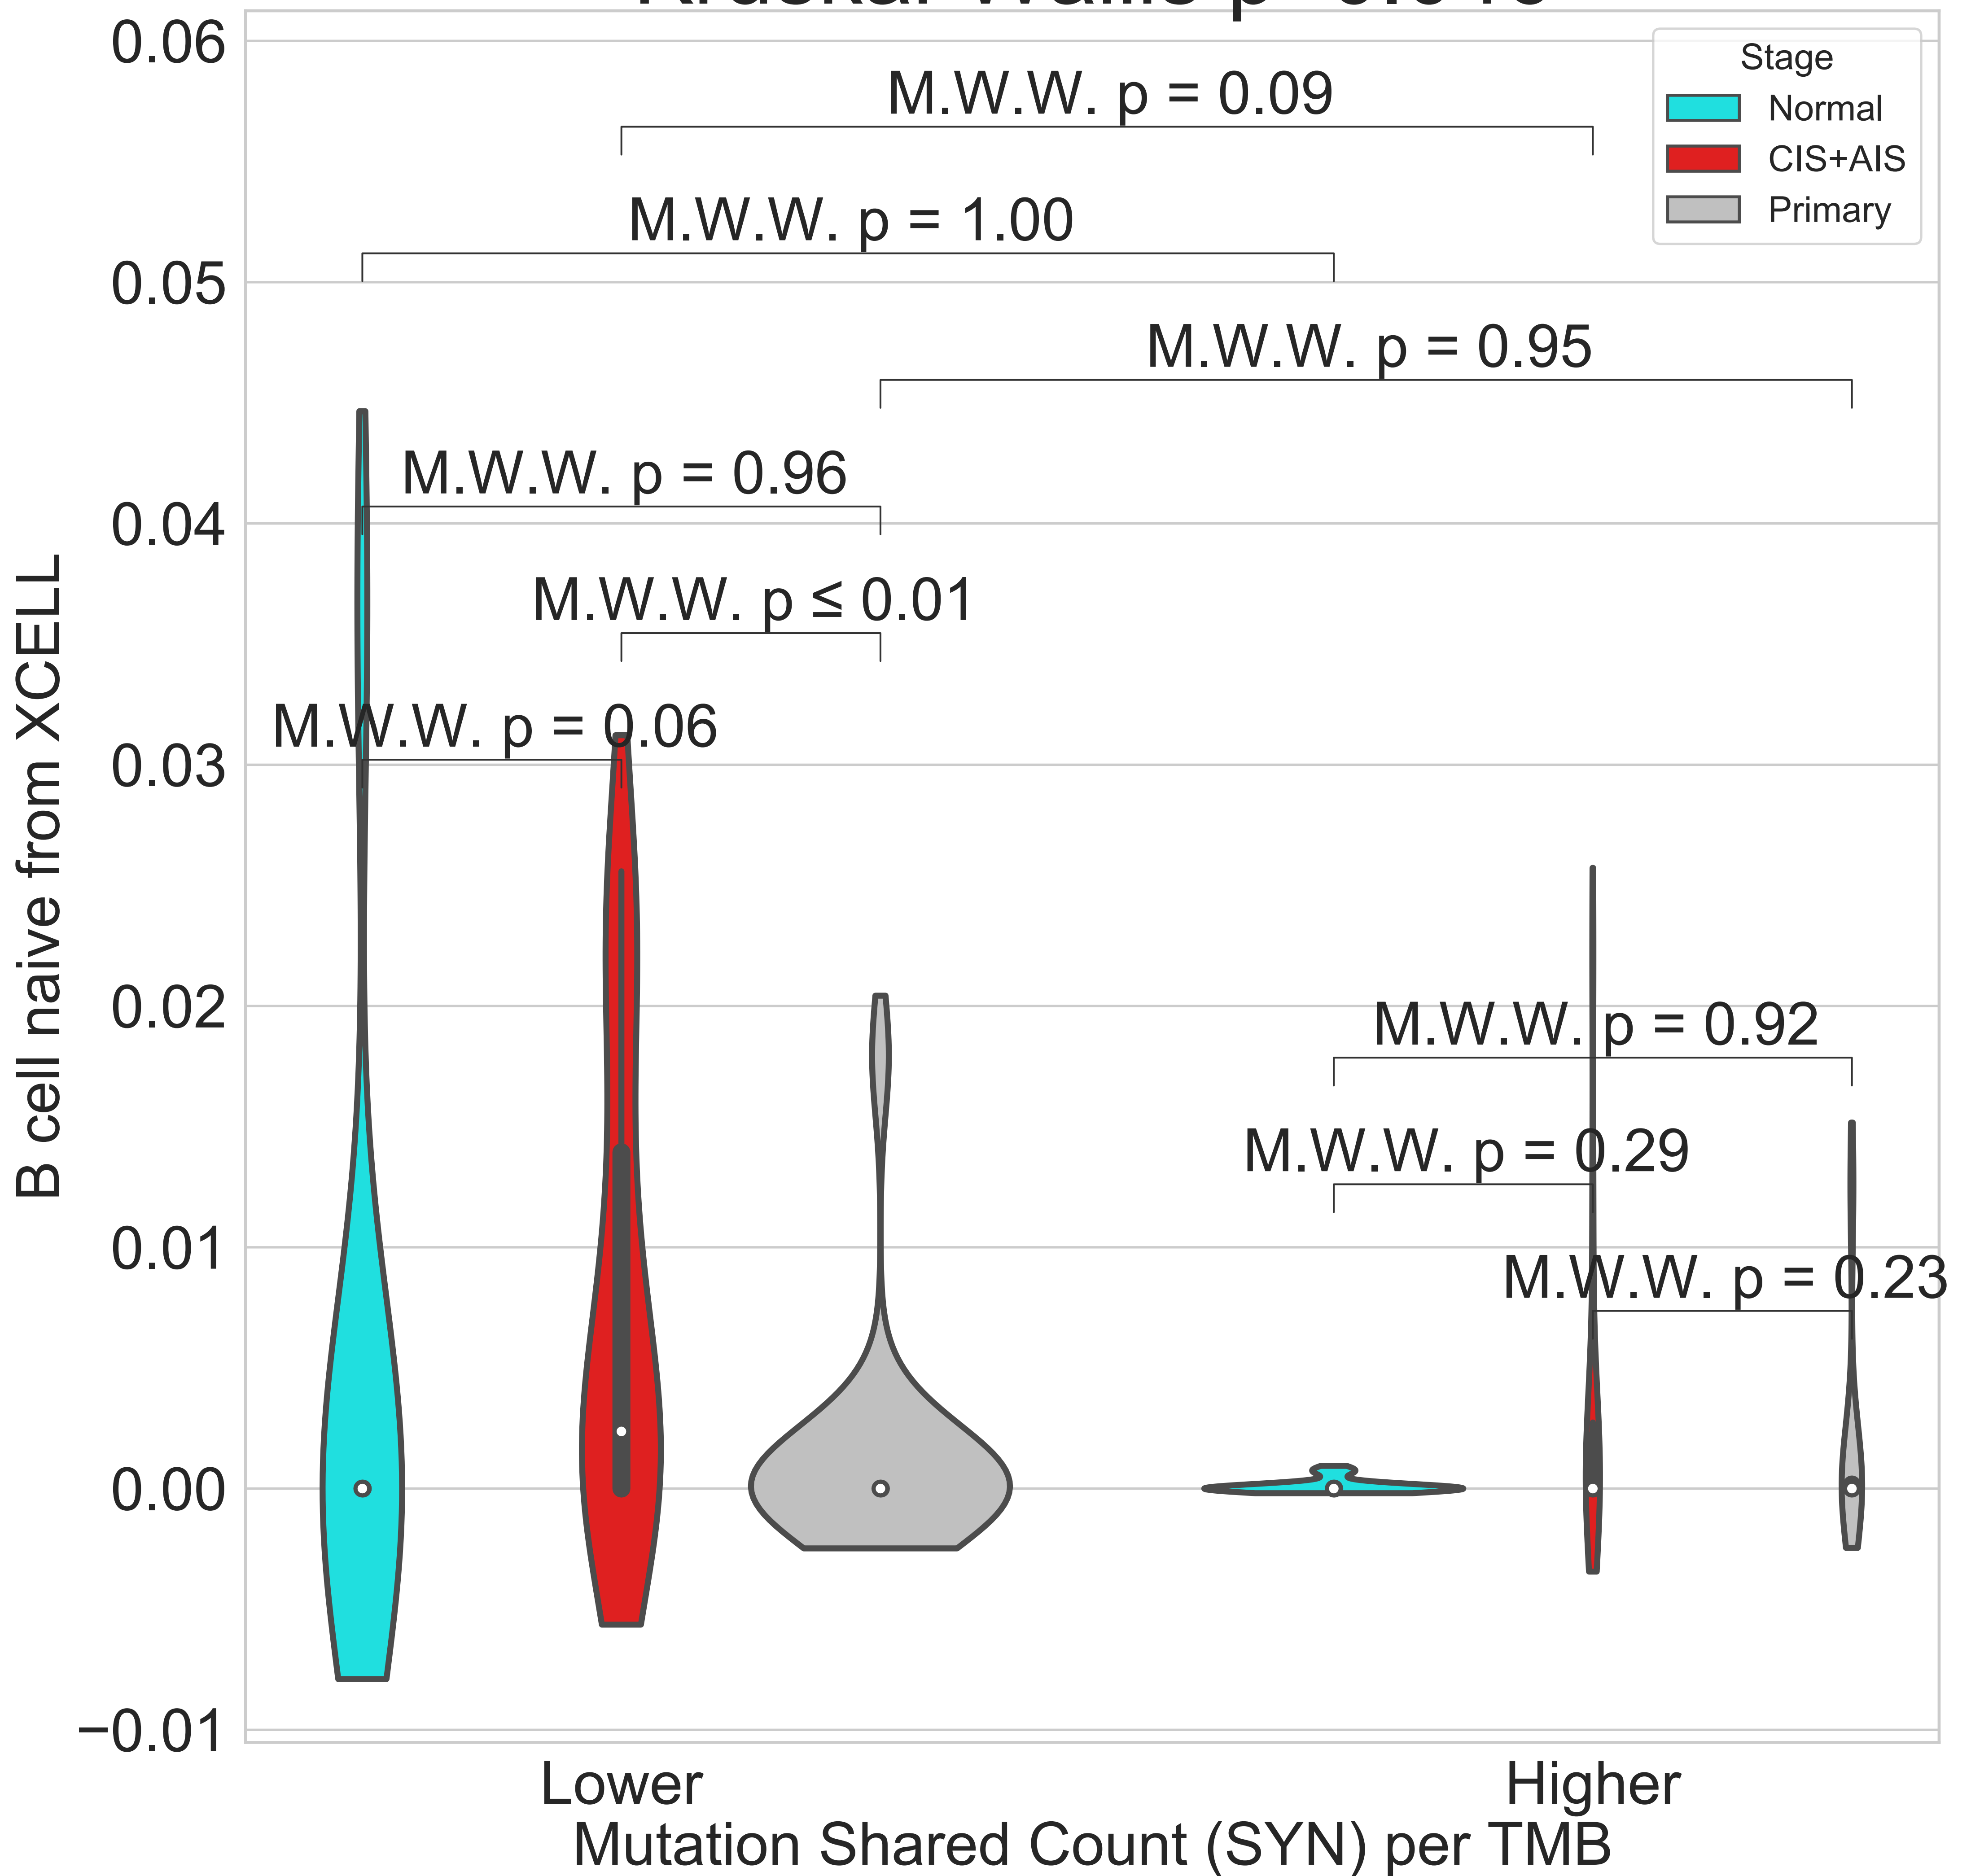 0.06
0.05
0.04
0.03
0.02
0.01
0.00
−0.01
B cell naive from XCELL
Stage
Normal
CIS+AIS
Primary
M.W.W. p = 0.09
M.W.W. p = 1.00
M.W.W. p = 0.95
M.W.W. p = 0.96
M.W.W. p ≤ 0.01
M.W.W. p = 0.06
M.W.W. p = 0.92
M.W.W. p = 0.29
M.W.W. p = 0.23
Lower
Higher
Mutation Shared Count (SYN) per TMB